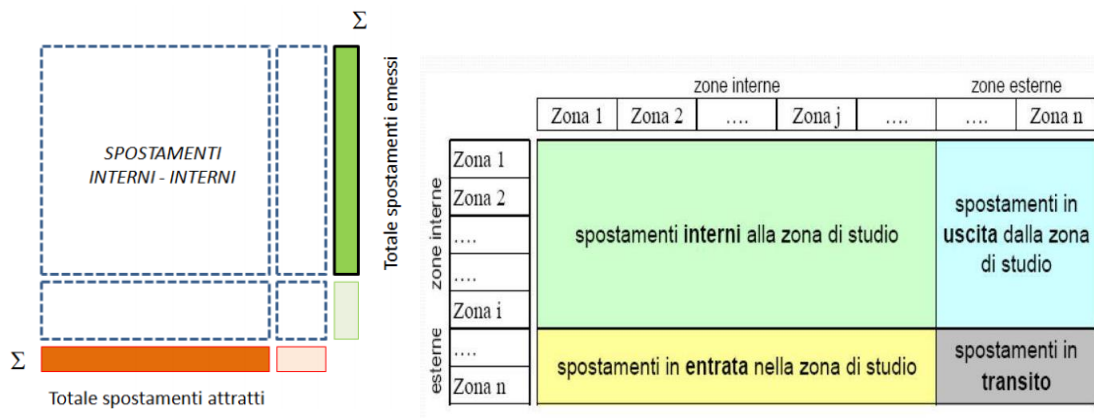 Σ
SPOSTAMENTI
INTERNI - INTERNI
Totale spostamenti emessi
Σ
Totale spostamenti attratti
zone interne
zone esterne
Zona 1 Zona 2 .... Zona j .... .... Zona n
zone interne
Zona 1
Zona 2
....
....
Zona i
esterne
....
Zona n
spostamenti interni alla zona di studio
spostamenti in
uscita dalla zona
di studio
spostamenti in entrata nella zona di studio
spostamenti in
transito